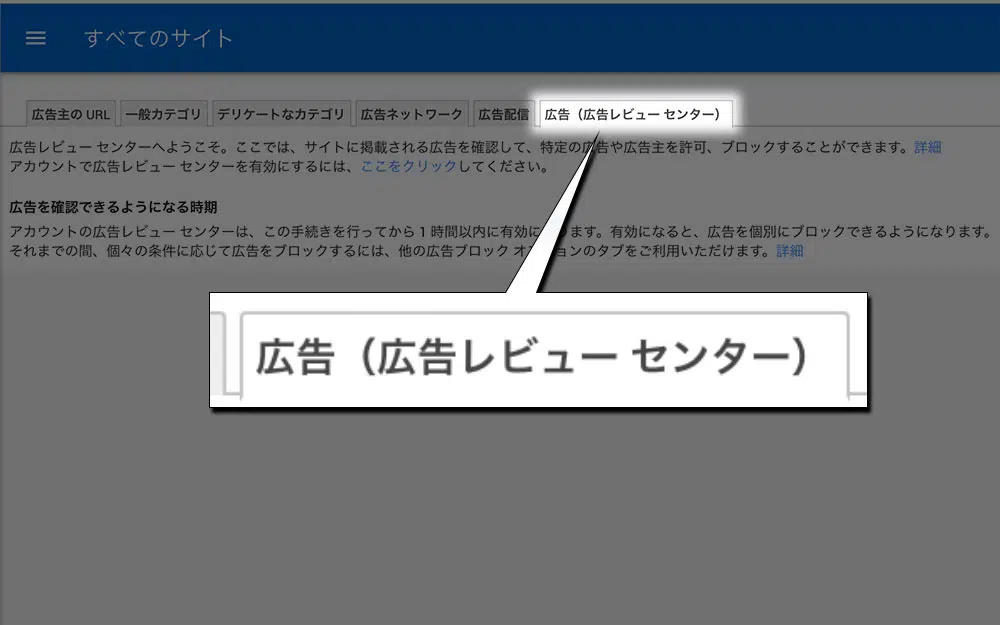 すべてのサイト
広告主の URL 一般カテゴリ デリケートなカテゴリ 広告ネットワーク 広告配信 広告（広告レビュー センター）
広告レビュー センターへようこそ。ここでは、サイトに掲載される広告を確認して、特定の広告や広告主を許可、ブロックすることができます。詳細
アカウントで広告レビュー センターを有効にするには、ここをクリックしてください。
広告を確認できるようになる時期
アカウントの広告レビュー センターは、この手続きを行ってから 1 時間以内に有効になります。有効になると、広告を個別にブロックできるようになります。
それまでの間、個々の条件に応じて広告をブロックするには、他の広告ブロック オプションのタブをご利用いただけます。詳細
広告（広告レビュー センター）